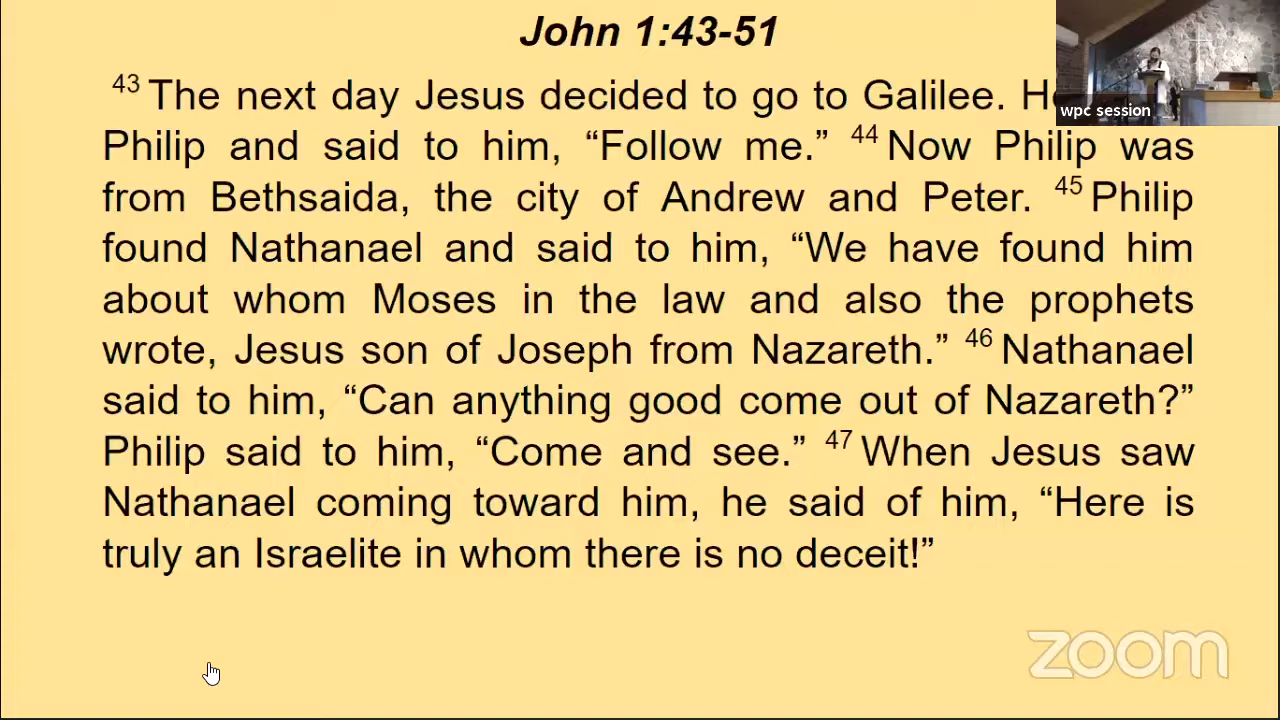 John 1:43-51
43 The next day Jesus decided to go to Galilee.
wpc session
Philip and said to him, “Follow me.” 44 Now Philip was
from Bethsaida, the city of Andrew and Peter. 45 Philip
found Nathanael and said to him, “We have found him
about whom Moses in the law and also the prophets
wrote, Jesus son of Joseph from Nazareth.” 46 Nathanael
said to him, “Can anything good come out of Nazareth?”
Philip said to him, “Come and see.” 47 When Jesus saw
Nathanael coming toward him, he said of him, “Here is
truly an Israelite in whom there is no deceit!”
zoom